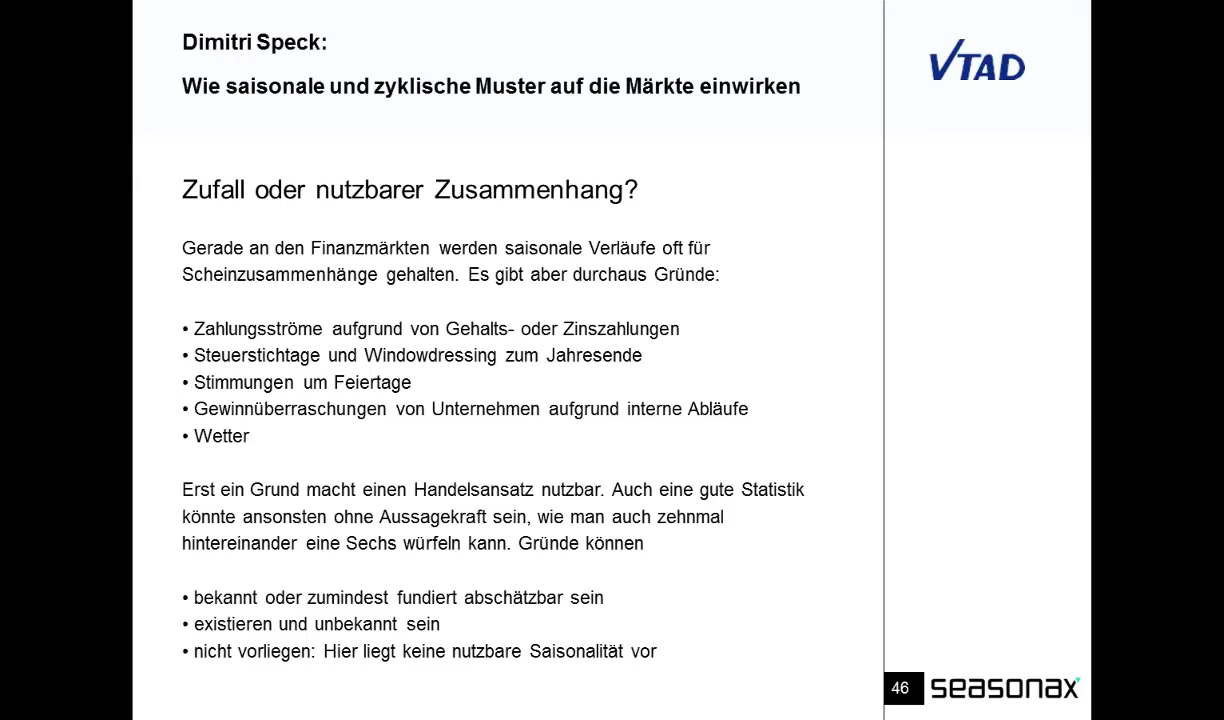 Dimitri Speck:
Wie saisonale und zyklische Muster auf die Märkte einwirken
VTAD
Zufall oder nutzbarer Zusammenhang?
Gerade an den Finanzmärkten werden saisonale Verläufe oft für
Scheinzusammenhänge gehalten. Es gibt aber durchaus Gründe:
• Zahlungsströme aufgrund von Gehalts- oder Zinszahlungen
• Steuerstichtage und Windowdressing zum Jahresende
• Stimmungen um Feiertage
• Gewinnüberraschungen von Unternehmen aufgrund interne Abläufe
• Wetter
Erst ein Grund macht einen Handelsansatz nutzbar. Auch eine gute Statistik
könnte ansonsten ohne Aussagekraft sein, wie man auch zehnmal
hintereinander eine Sechs würfeln kann. Gründe können
• bekannt oder zumindest fundiert abschätzbar sein
• existieren und unbekannt sein
• nicht vorliegen: Hier liegt keine nutzbare Saisonalität vor
46
seasonax